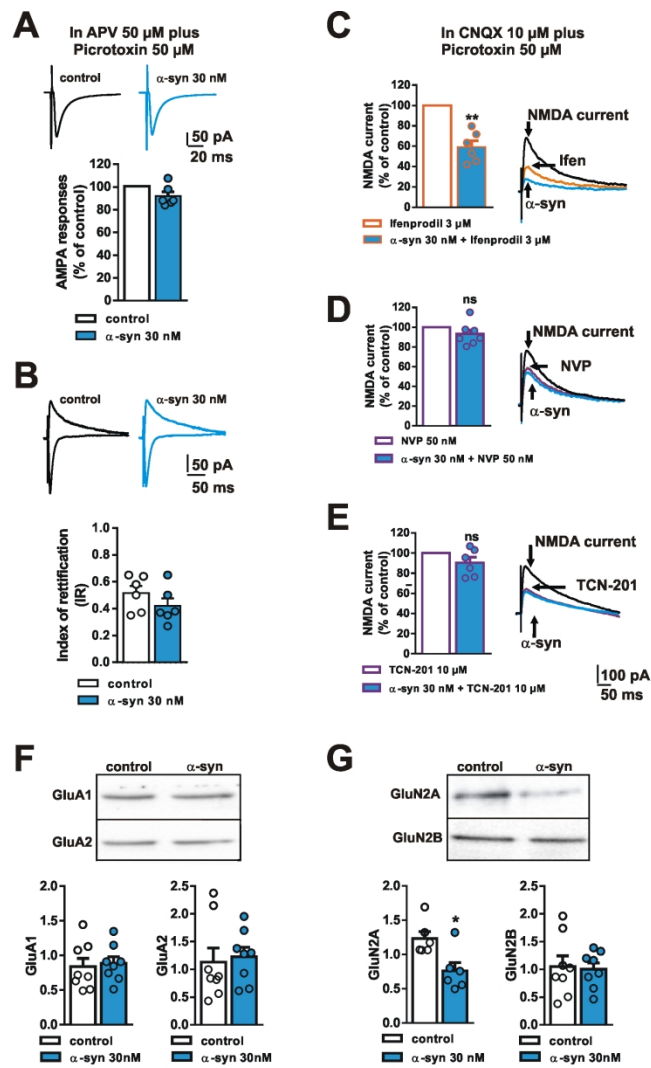 A
In APV 50 µM plus
Picrotoxin 50 µM
control
α-syn 30 nM
50 pA
20 ms
AMPA responses
(% of control)
120
100
80
60
40
20
0
control
α-syn 30 nM
B
control
α-syn 30 nM
50 pA
50 ms
Index of rettification
(IR)
1.0
0.8
0.6
0.4
0.2
0.0
control
α-syn 30 nM
C
In CNQX 10 µM plus
Picrotoxin 50 µM
NMDA current
(% of control)
120
100
80
60
40
20
0
**
NMDA current
Ifen
α-syn
Ifenprodil 3 µM
α-syn 30 nM + Ifenprodil 3 µM
D
NMDA current
(% of control)
120
100
80
60
40
20
0
ns
NMDA current
NVP
α-syn
NVP 50 nM
α-syn 30 nM + NVP 50 nM
E
NMDA current
(% of control)
120
100
80
60
40
20
0
ns
NMDA current
TCN-201
α-syn
TCN-201 10 µM
α-syn 30 nM + TCN-201 10 µM
100 pA
50 ms
F
control
α-syn
GluA1
GluA2
GluA1
2.0
1.5
1.0
0.5
0.0
control
α-syn 30nM
GluA2
2.5
2.0
1.5
1.0
0.5
0.0
control
α-syn 30nM
G
control
α-syn
GluN2A
GluN2B
GluN2A
2.0
1.5
1.0
0.5
0.0
*
control
α-syn 30 nM
GluN2B
2.5
2.0
1.5
1.0
0.5
0.0
control
α-syn 30nM